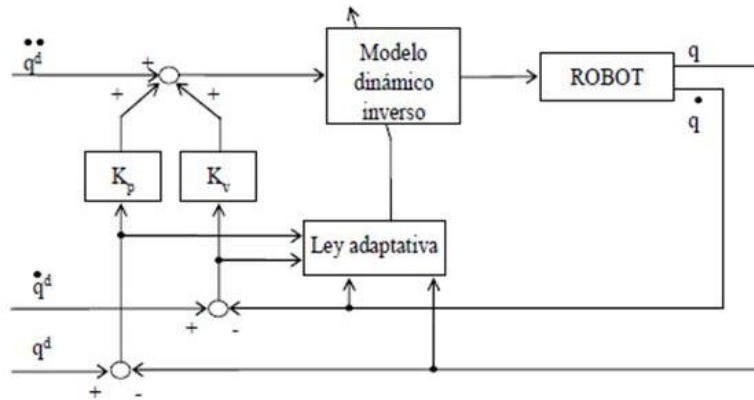 q̈ᵈ
+
+
+
+
Modelo
dinámico
inverso
ROBOT
q
q̇
Kₚ
Kᵥ
Ley adaptativa
q̇ᵈ
+
-
qᵈ
+
-